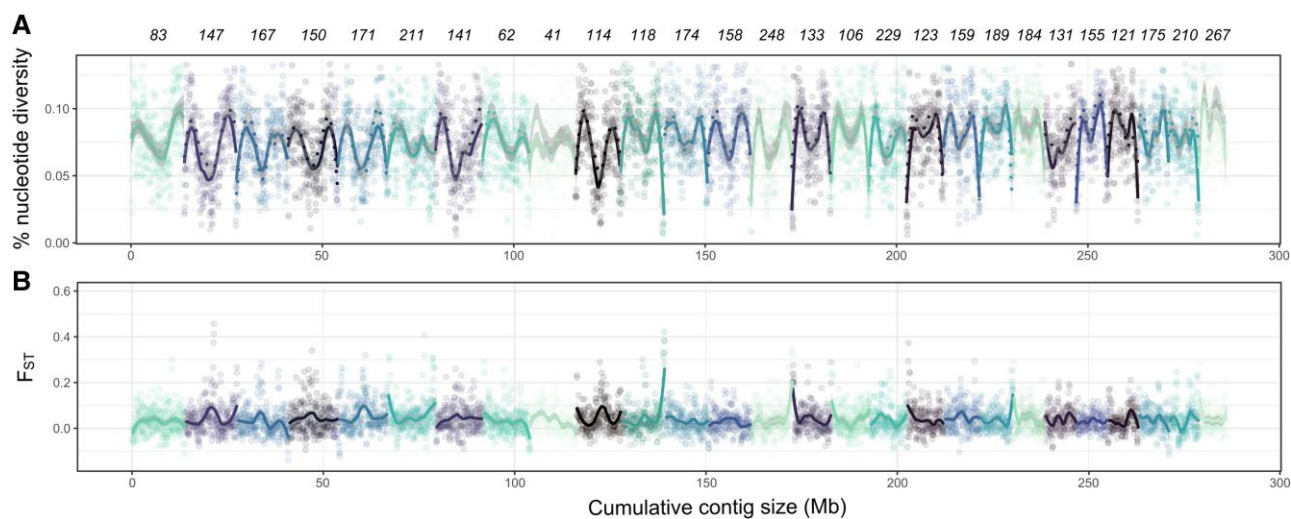 A
83 147 167 150 171 211 141 62 41 114 118 174 158 248 133 106 229 123 159 189 184 131 155 121 175 210 267
% nucleotide diversity
0.10
0.05
0.00
0 50 100 150 200 250 300
B
FST
0.6
0.4
0.2
0.0
0 50 100 150 200 250 300
Cumulative contig size (Mb)